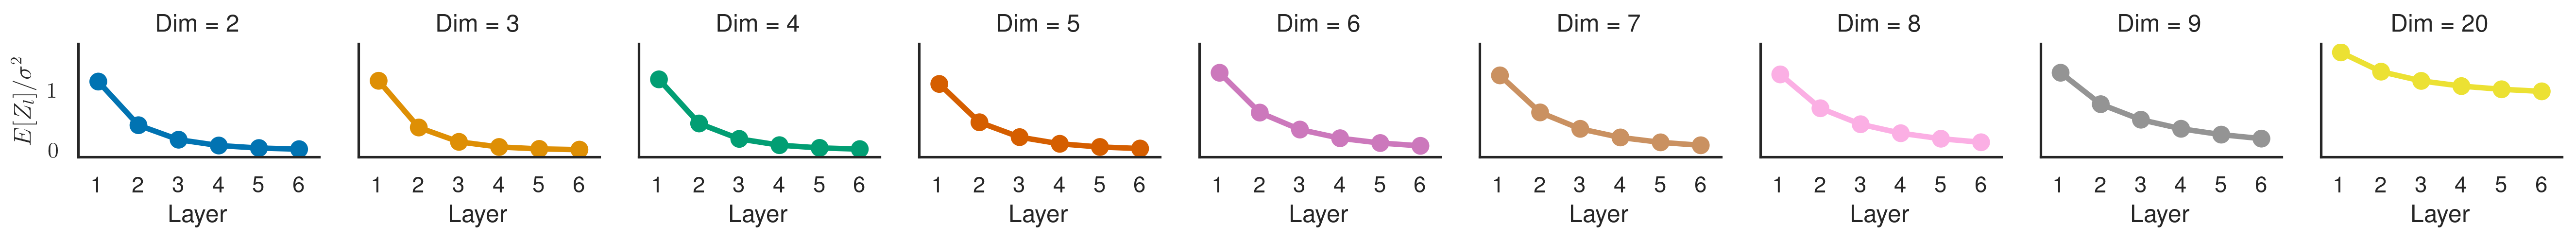 Dim = 2 Dim = 3 Dim = 4 Dim = 5 Dim = 6 Dim = 7 Dim = 8 Dim = 9 Dim = 20
E[Z_l]/σ²
1
0
1 2 3 4 5 6 1 2 3 4 5 6 1 2 3 4 5 6 1 2 3 4 5 6 1 2 3 4 5 6 1 2 3 4 5 6 1 2 3 4 5 6 1 2 3 4 5 6 1 2 3 4 5 6
Layer Layer Layer Layer Layer Layer Layer Layer Layer